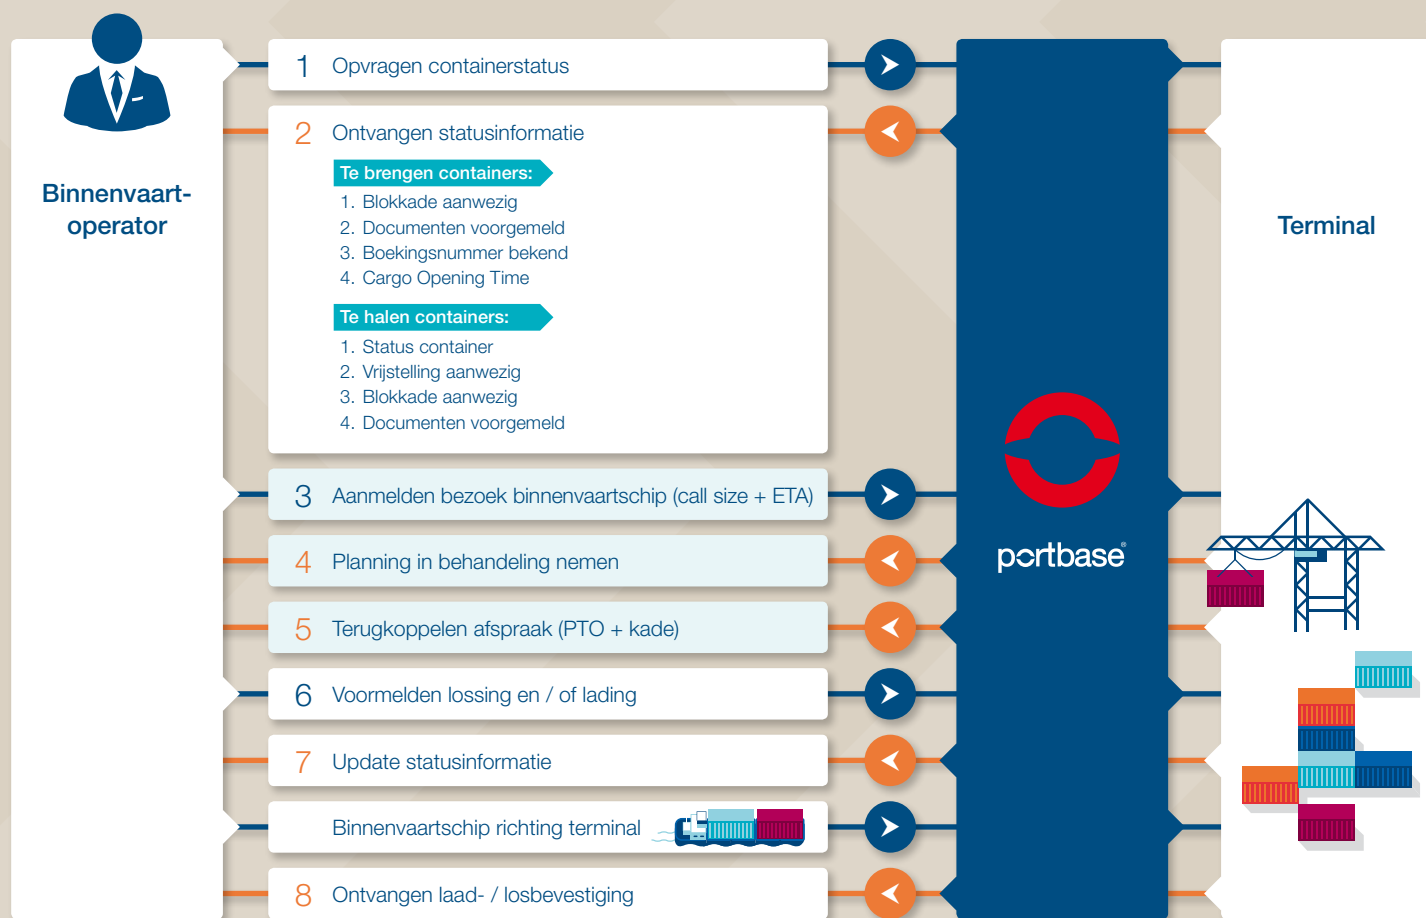 Binnenvaart-
operator
1 Opvragen containerstatus
2 Ontvangen statusinformatie
Te brengen containers:
1. Blokkade aanwezig
2. Documenten voorgemeld
3. Boekingsnummer bekend
4. Cargo Opening Time
Te halen containers:
1. Status container
2. Vrijstelling aanwezig
3. Blokkade aanwezig
4. Documenten voorgemeld
3 Aanmelden bezoek binnenvaartschip (call size + ETA)
4 Planning in behandeling nemen
5 Terugkoppelen afspraak (PTO + kade)
6 Voormelden lossing en / of lading
7 Update statusinformatie
Binnenvaartschip richting terminal
8 Ontvangen laad- / losbevestiging
portbase®
Terminal